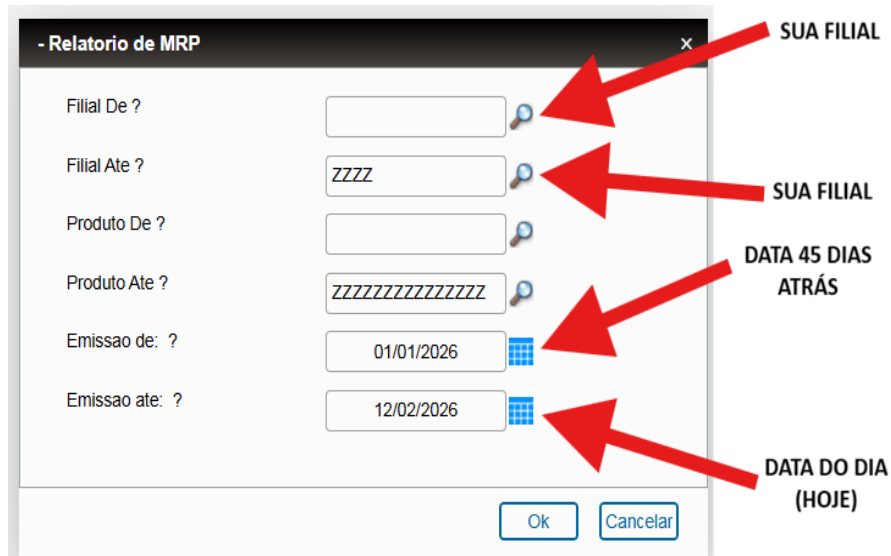 - Relatorio de MRP
x
SUA FILIAL
Filial De ?
Filial Ate ?
ZZZZ
SUA FILIAL
Produto De ?
DATA 45 DIAS
ATRÁS
Produto Ate ?
ZZZZZZZZZZZZZZZ
Emissao de: ?
01/01/2026
Emissao ate: ?
12/02/2026
DATA DO DIA
(HOJE)
Ok
Cancelar